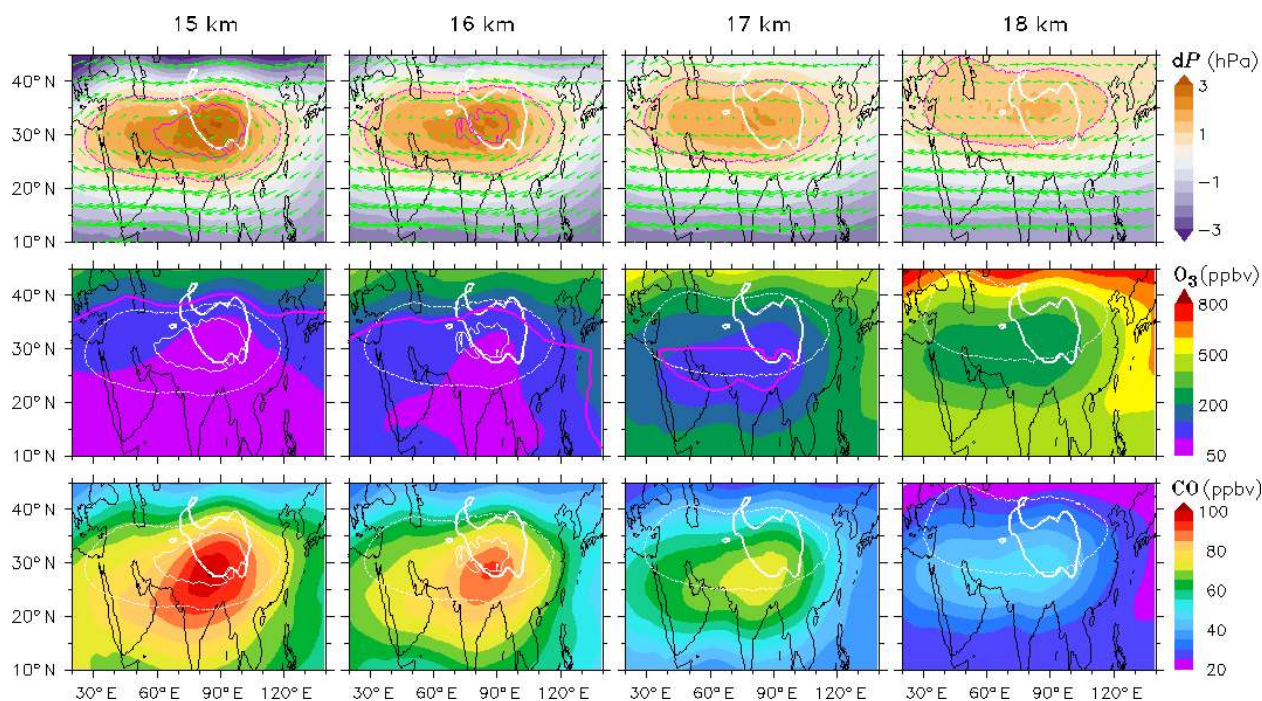 15 km 16 km 17 km 18 km
dP (hPa)
40° N
30° N
20° N
10° N
3
1
−1
−3
O₃ (ppbv)
40° N
30° N
20° N
10° N
800
500
200
50
CO (ppbv)
40° N
30° N
20° N
10° N
100
80
60
40
20
30° E 60° E 90° E 120° E 30° E 60° E 90° E 120° E 30° E 60° E 90° E 120° E 30° E 60° E 90° E 120° E